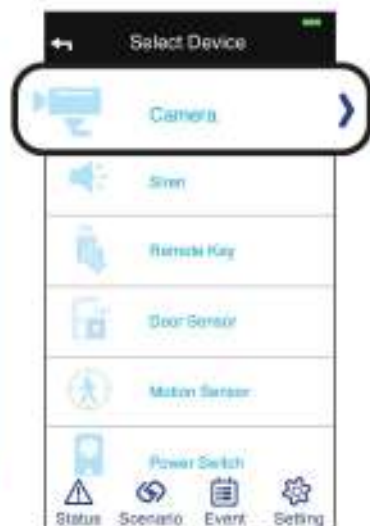 Select Device
Camera
Siren
Remote Key
Door Sensor
Motion Sensor
Power Switch
Status Scenario Event Setting